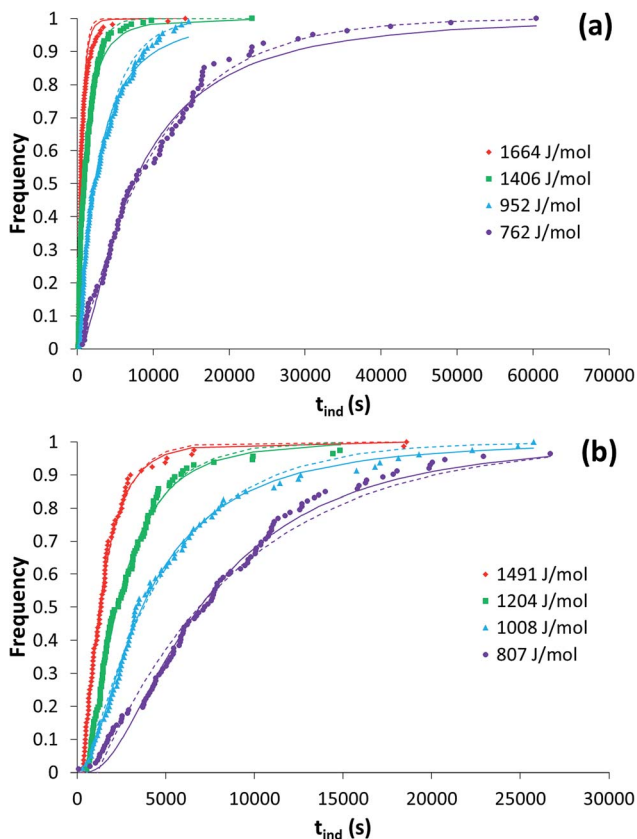 (a)
1
0.9
0.8
0.7
0.6
0.5
0.4
0.3
0.2
0.1
0
Frequency
1664 J/mol
1406 J/mol
952 J/mol
762 J/mol
0 10000 20000 30000 40000 50000 60000 70000
tind (s)
(b)
1
0.9
0.8
0.7
0.6
0.5
0.4
0.3
0.2
0.1
0
Frequency
1491 J/mol
1204 J/mol
1008 J/mol
807 J/mol
0 5000 10000 15000 20000 25000 30000
tind (s)